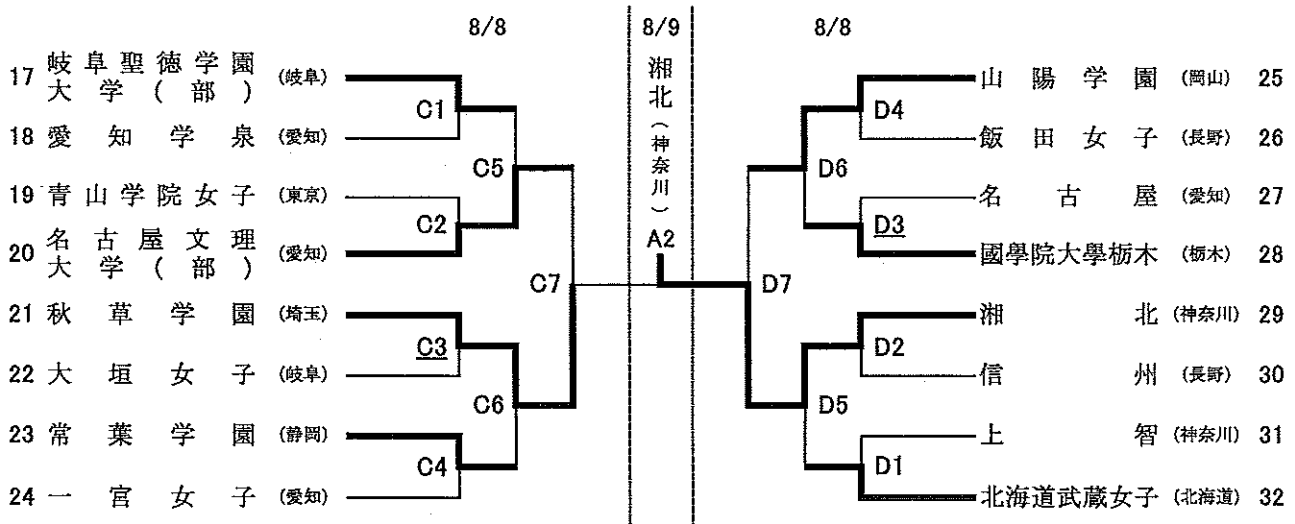 8/8 8/9 8/8
17 岐阜聖徳学園大学(部) (岐阜)
18 愛知学泉 (愛知)
19 青山学院女子 (東京)
20 名古屋文理大学(部) (愛知)
21 秋草学園 (埼玉)
22 大垣女子 (岐阜)
23 常葉学園 (静岡)
24 一宮女子 (愛知)
C1
C5
C2
C7
C3
C6
C4
湘北(神奈川)
A2
D4
D6
D3
D7
D2
D5
D1
山陽学園 (岡山) 25
飯田女子 (長野) 26
名古屋 (愛知) 27
國學院大學栃木 (栃木) 28
湘北 (神奈川) 29
信州 (長野) 30
上智 (神奈川) 31
北海道武蔵女子 (北海道) 32